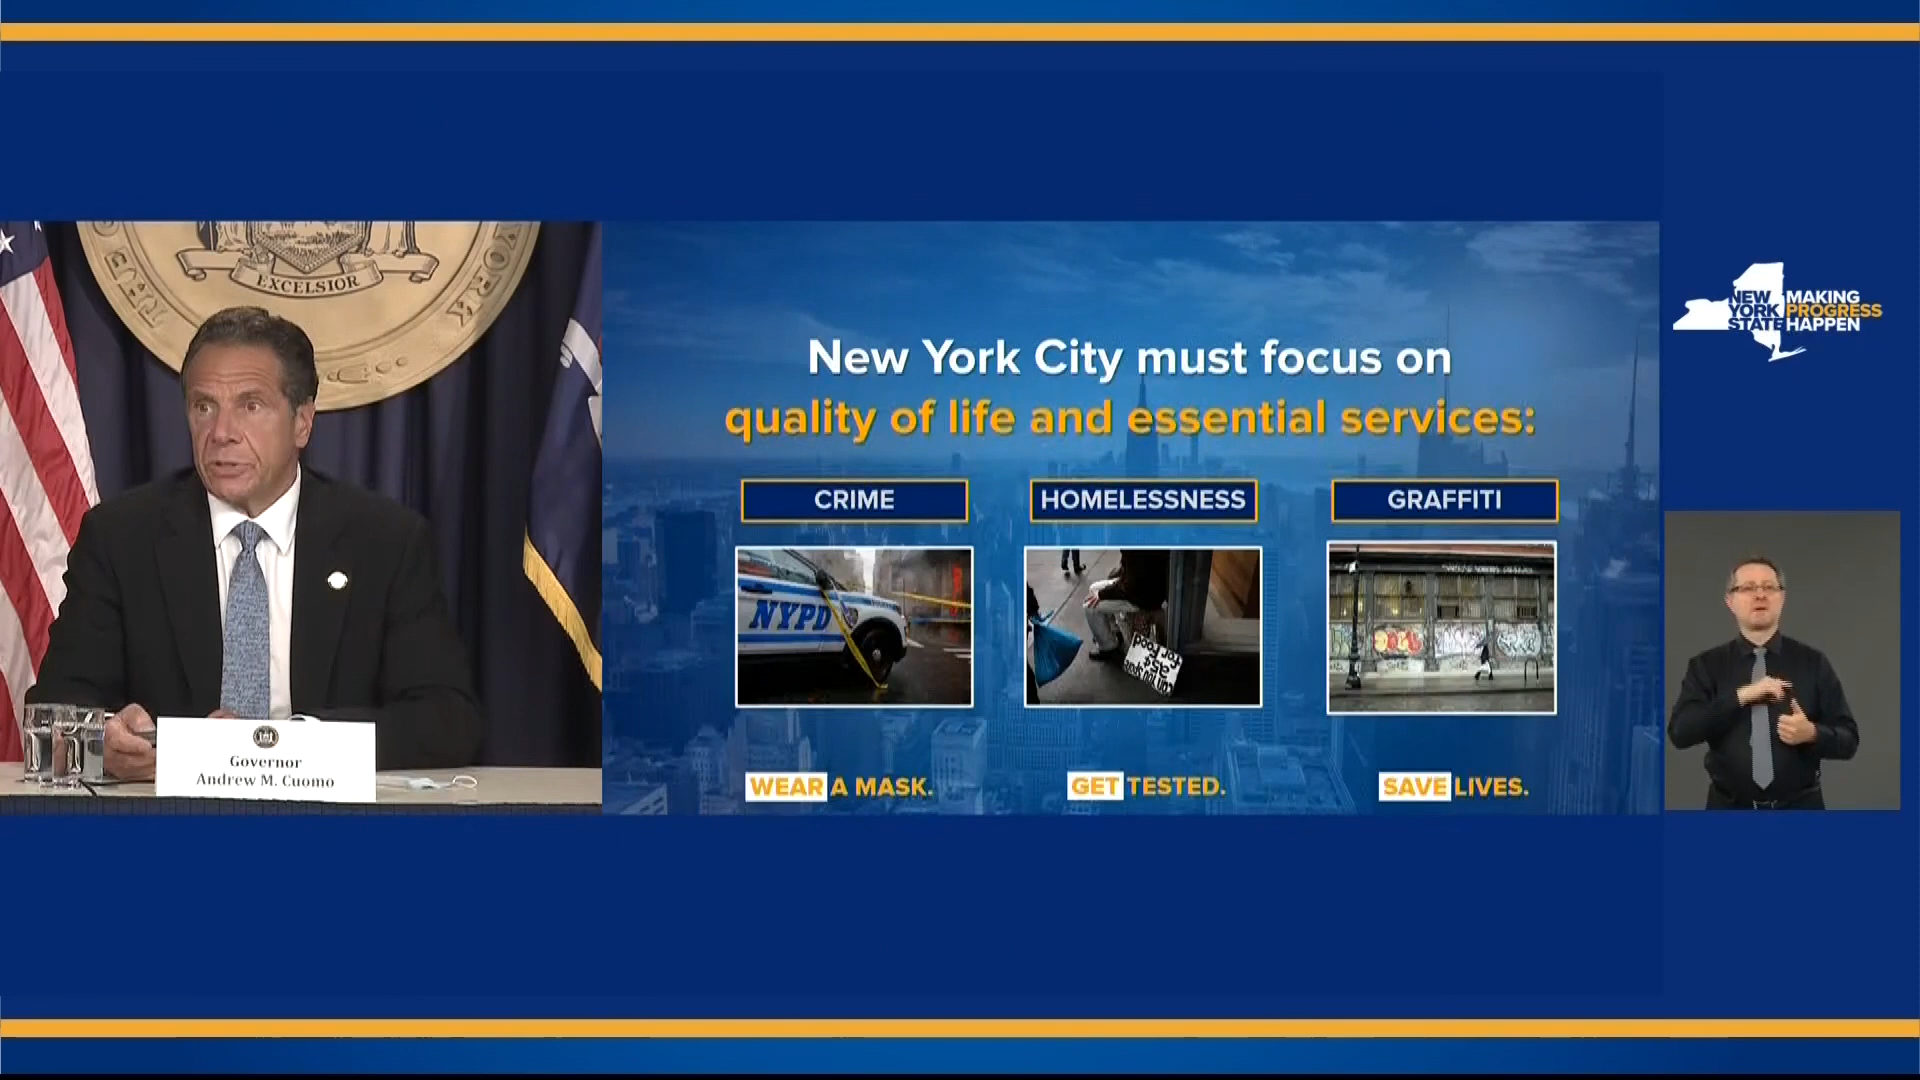 EXCELSIOR
Governor
Andrew M. Cuomo
New York City must focus on
quality of life and essential services:
CRIME
HOMELESSNESS
GRAFFITI
NYPD
WEAR A MASK.
GET TESTED.
SAVE LIVES.
NEW
YORK
STATE
MAKING
PROGRESS
HAPPEN